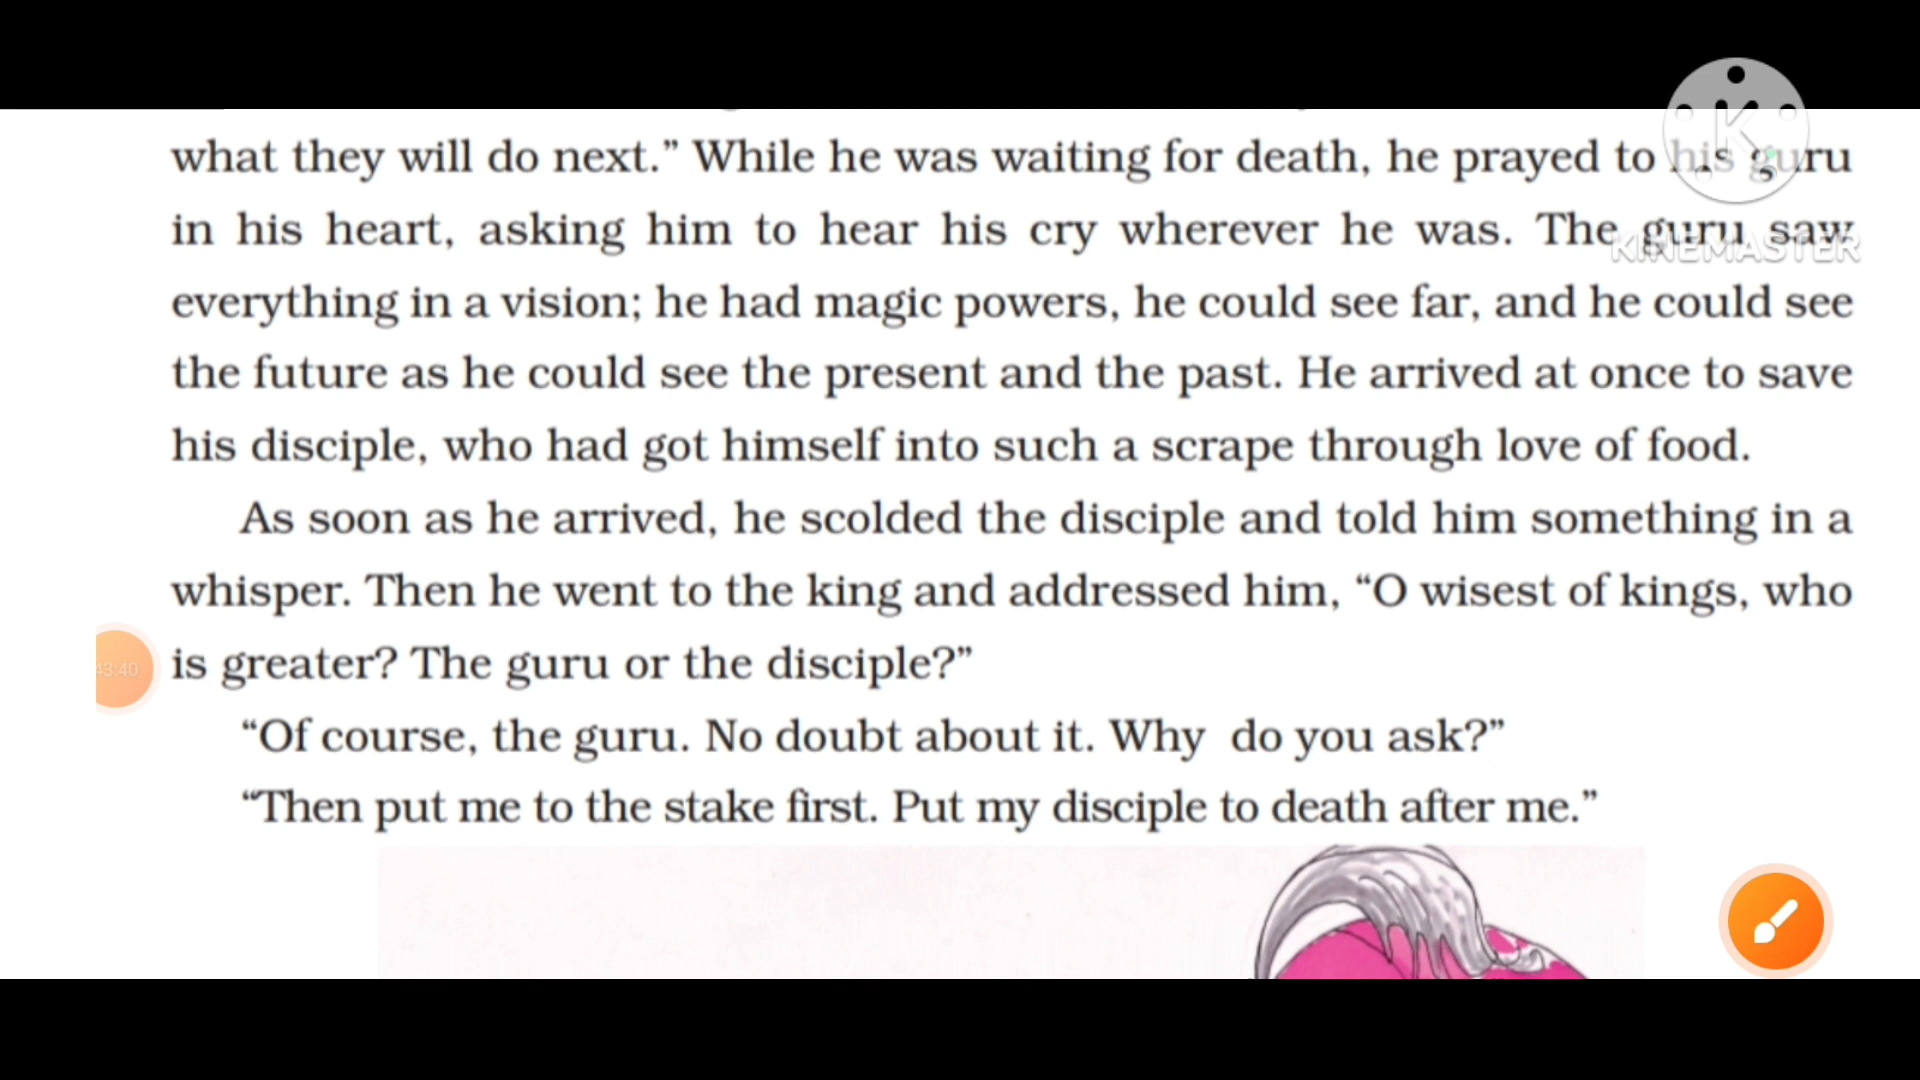 what they will do next.” While he was waiting for death, he prayed to his guru
in his heart, asking him to hear his cry wherever he was. The guru saw
KINEMASTER
everything in a vision; he had magic powers, he could see far, and he could see
the future as he could see the present and the past. He arrived at once to save
his disciple, who had got himself into such a scrape through love of food.
As soon as he arrived, he scolded the disciple and told him something in a
whisper. Then he went to the king and addressed him, “O wisest of kings, who
is greater? The guru or the disciple?”
43:40
“Of course, the guru. No doubt about it. Why do you ask?”
“Then put me to the stake first. Put my disciple to death after me.”